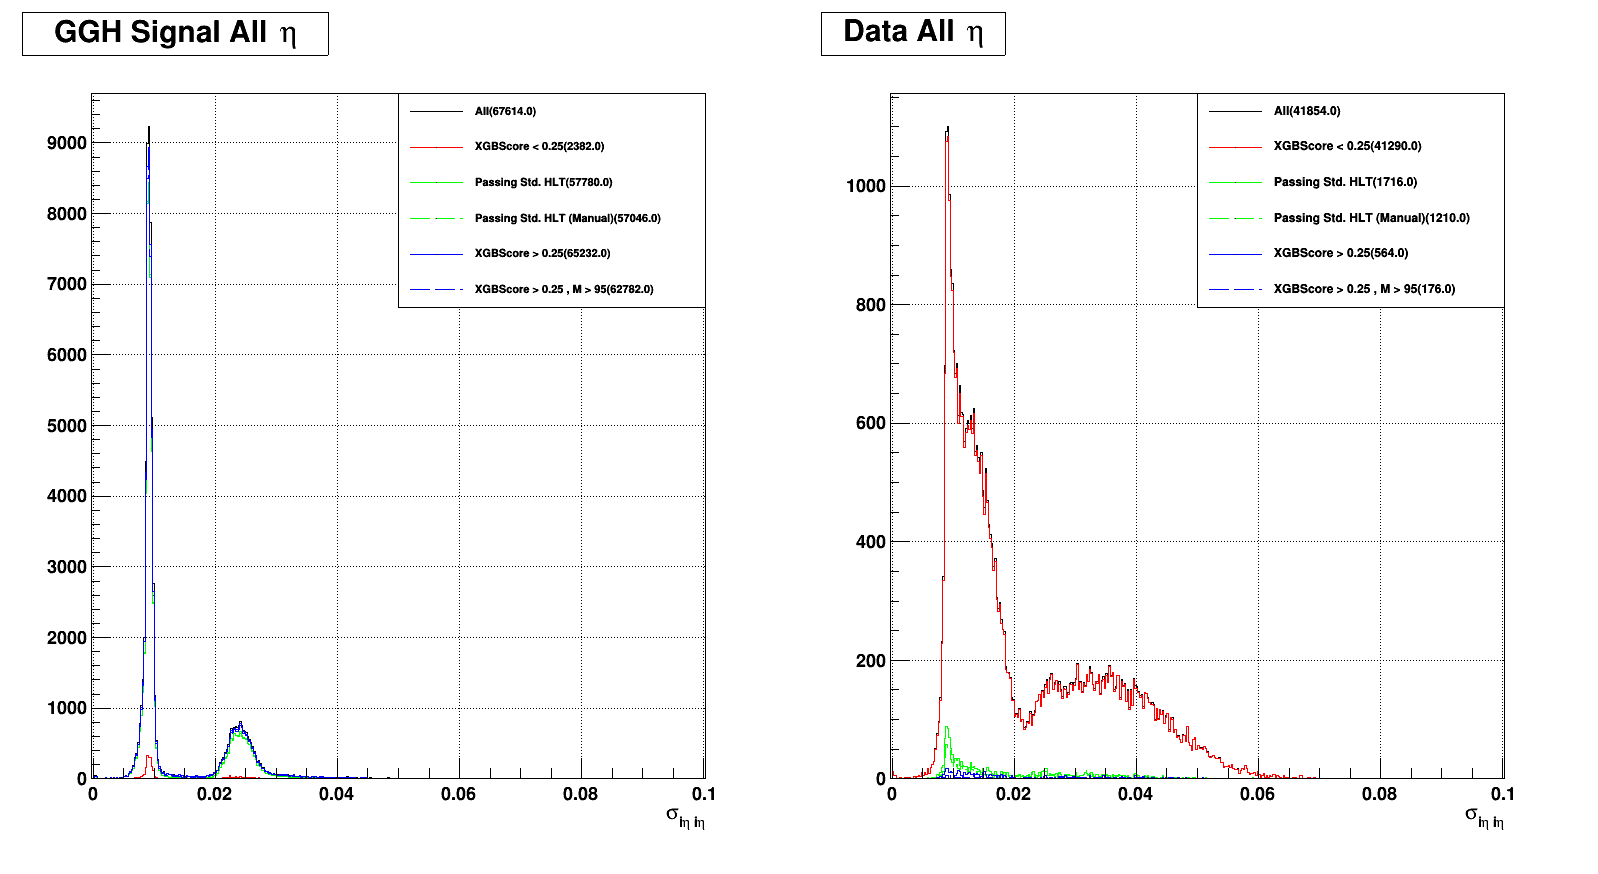 GGH Signal All η
All(67614.0)
XGBScore < 0.25(2382.0)
Passing Std. HLT(57780.0)
Passing Std. HLT (Manual)(57046.0)
XGBScore > 0.25(65232.0)
XGBScore > 0.25 , M > 95(62782.0)
9000
8000
7000
6000
5000
4000
3000
2000
1000
0
0 0.02 0.04 0.06 0.08 0.1
σ iη iη
Data All η
All(41854.0)
XGBScore < 0.25(41290.0)
Passing Std. HLT(1716.0)
Passing Std. HLT (Manual)(1210.0)
XGBScore > 0.25(564.0)
XGBScore > 0.25 , M > 95(176.0)
1000
800
600
400
200
0
0 0.02 0.04 0.06 0.08 0.1
σ iη iη